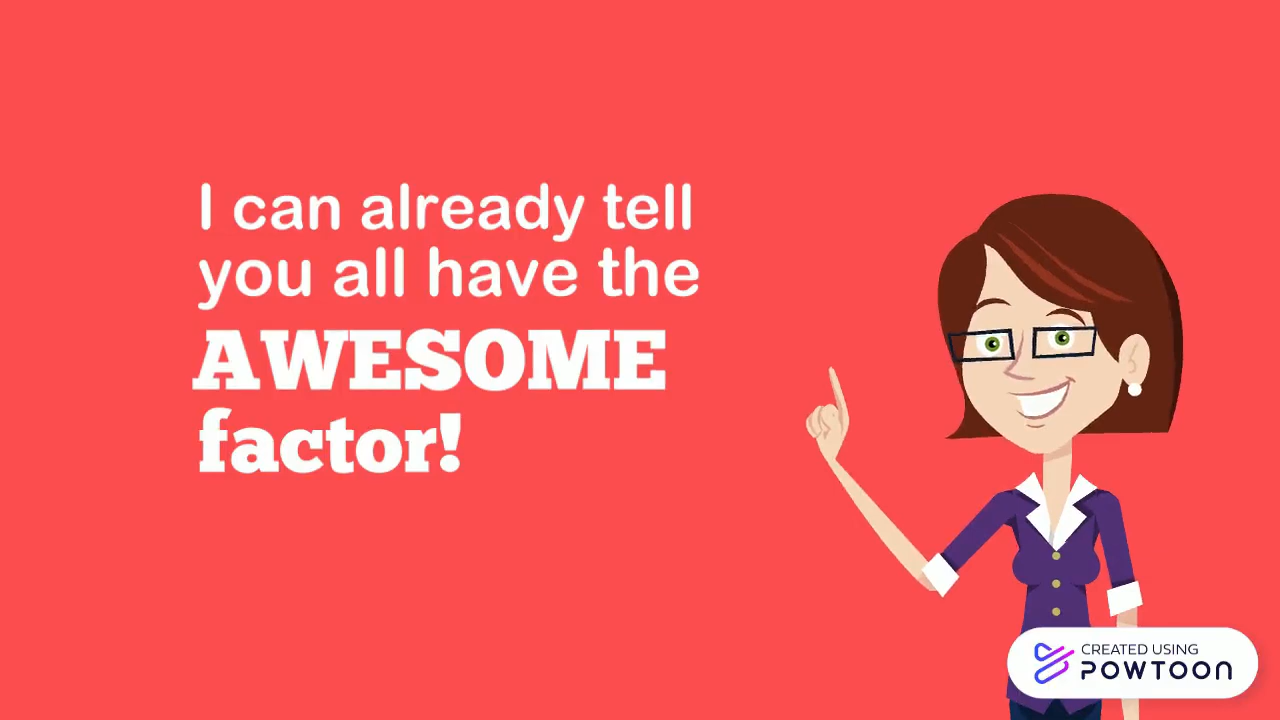 I can already tell
you all have the
AWESOME
factor!
CREATED USING
POWTOON